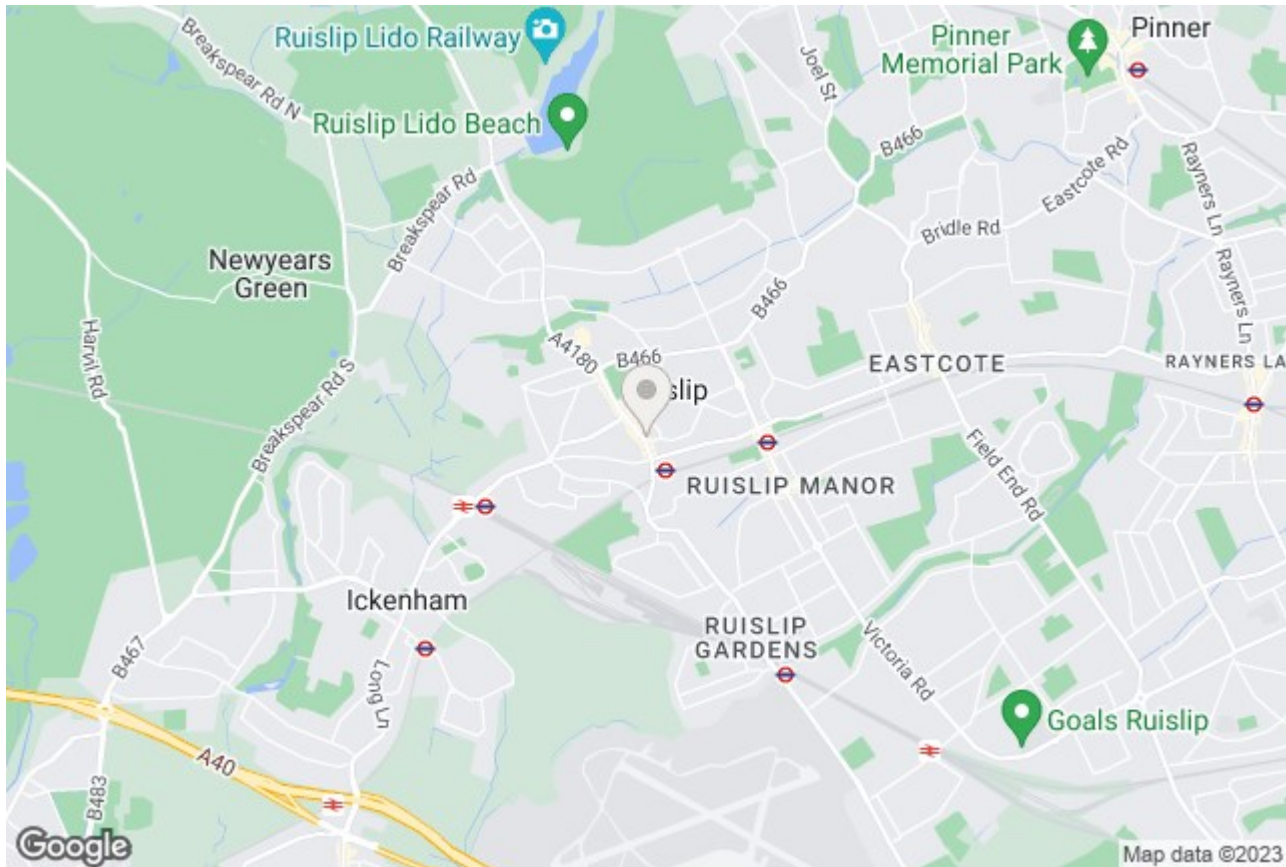 Ruislip Lido Railway
Pinner
Pinner
Memorial Park
Joel St
Breakspear Rd N
Ruislip Lido Beach
B466
Eastcote Rd
Rayners Ln
Breakspear Rd
Bridle Rd
Newyears
Green
Rayners Ln
B466
Harvil Rd
A4180
B466
EASTCOTE
RAYNERS LA
slip
Breakspear Rd S
Field End Rd
RUISLIP MANOR
Ickenham
RUISLIP
GARDENS
Victoria Rd
B467
Long Ln
Goals Ruislip
A40
B483
Google
Map data ©2023